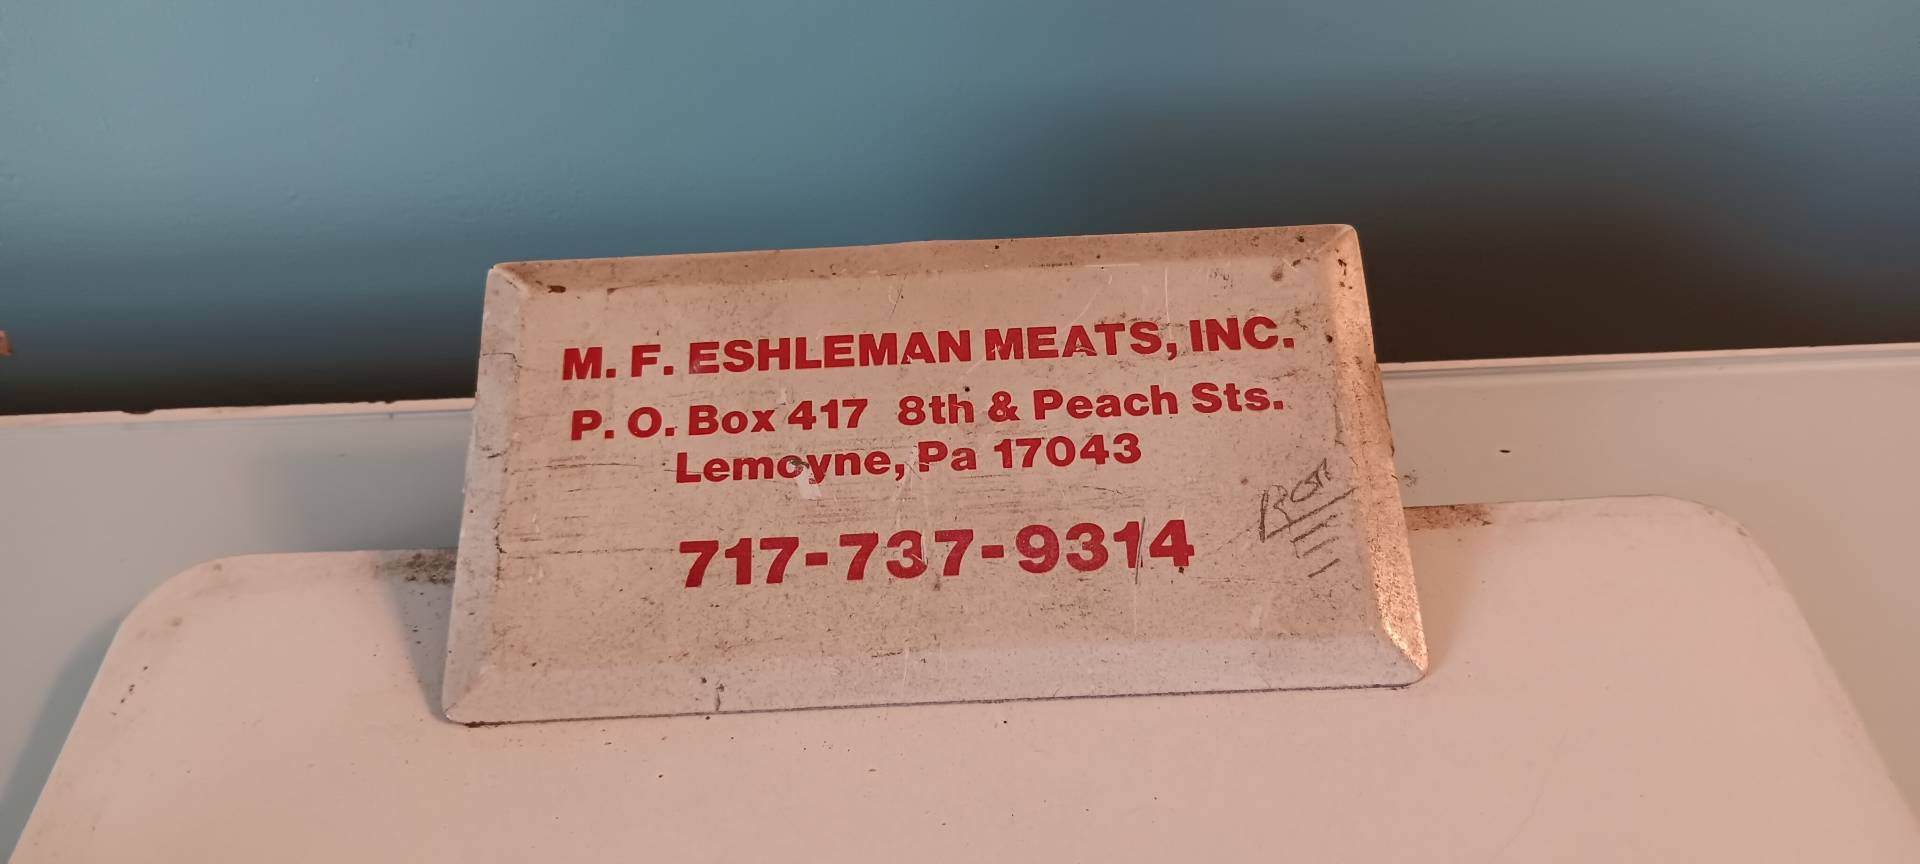 M. F. ESHLEMAN MEATS, INC.
P. O. Box 417 8th & Peach Sts.
Lemoyne, Pa 17043
717-737-9314